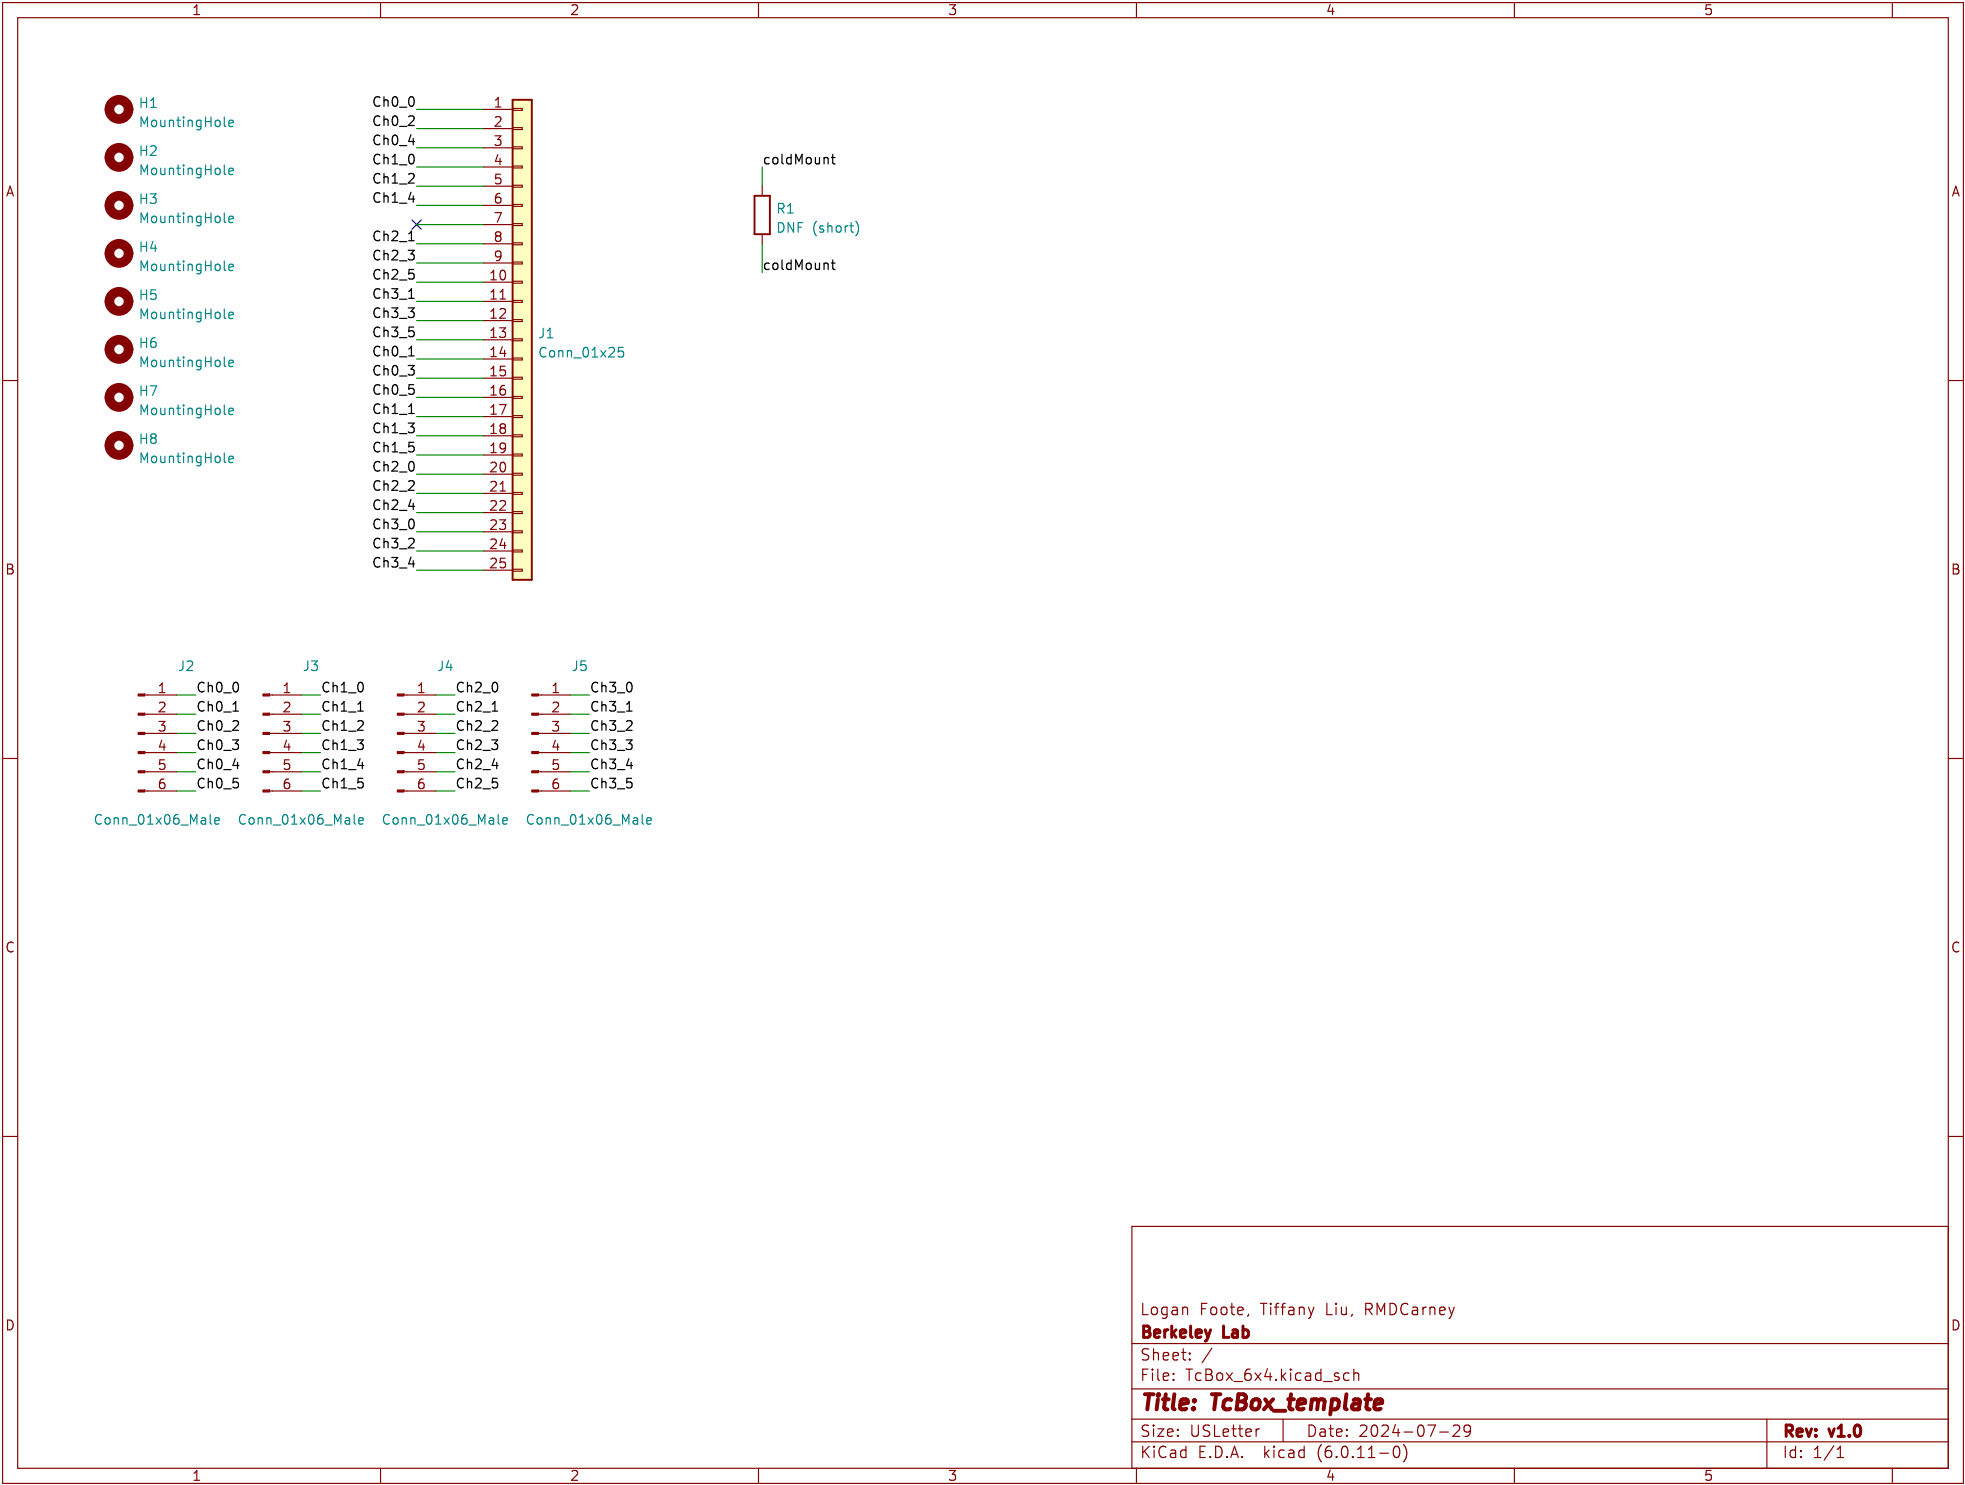 1 2 3 4 5
A A
B B
C C
D D
H1
MountingHole
H2
MountingHole
H3
MountingHole
H4
MountingHole
H5
MountingHole
H6
MountingHole
H7
MountingHole
H8
MountingHole
Ch0_0 1
Ch0_2 2
Ch0_4 3
Ch1_0 4
Ch1_2 5
Ch1_4 6
7
Ch2_1 8
Ch2_3 9
Ch2_5 10
Ch3_1 11
Ch3_3 12
Ch3_5 13
Ch0_1 14
Ch0_3 15
Ch0_5 16
Ch1_1 17
Ch1_3 18
Ch1_5 19
Ch2_0 20
Ch2_2 21
Ch2_4 22
Ch3_0 23
Ch3_2 24
Ch3_4 25
J1
Conn_01x25
coldMount
R1
DNF (short)
coldMount
J2
1 Ch0_0
2 Ch0_1
3 Ch0_2
4 Ch0_3
5 Ch0_4
6 Ch0_5
Conn_01x06_Male
J3
1 Ch1_0
2 Ch1_1
3 Ch1_2
4 Ch1_3
5 Ch1_4
6 Ch1_5
Conn_01x06_Male
J4
1 Ch2_0
2 Ch2_1
3 Ch2_2
4 Ch2_3
5 Ch2_4
6 Ch2_5
Conn_01x06_Male
J5
1 Ch3_0
2 Ch3_1
3 Ch3_2
4 Ch3_3
5 Ch3_4
6 Ch3_5
Conn_01x06_Male
Logan Foote, Tiffany Liu, RMDCarney
Berkeley Lab
Sheet: /
File: TcBox_6x4.kicad_sch
Title: TcBox_template
Size: USLetter Date: 2024-07-29 Rev: v1.0
KiCad E.D.A. kicad (6.0.11-0) Id: 1/1
1 2 3 4 5